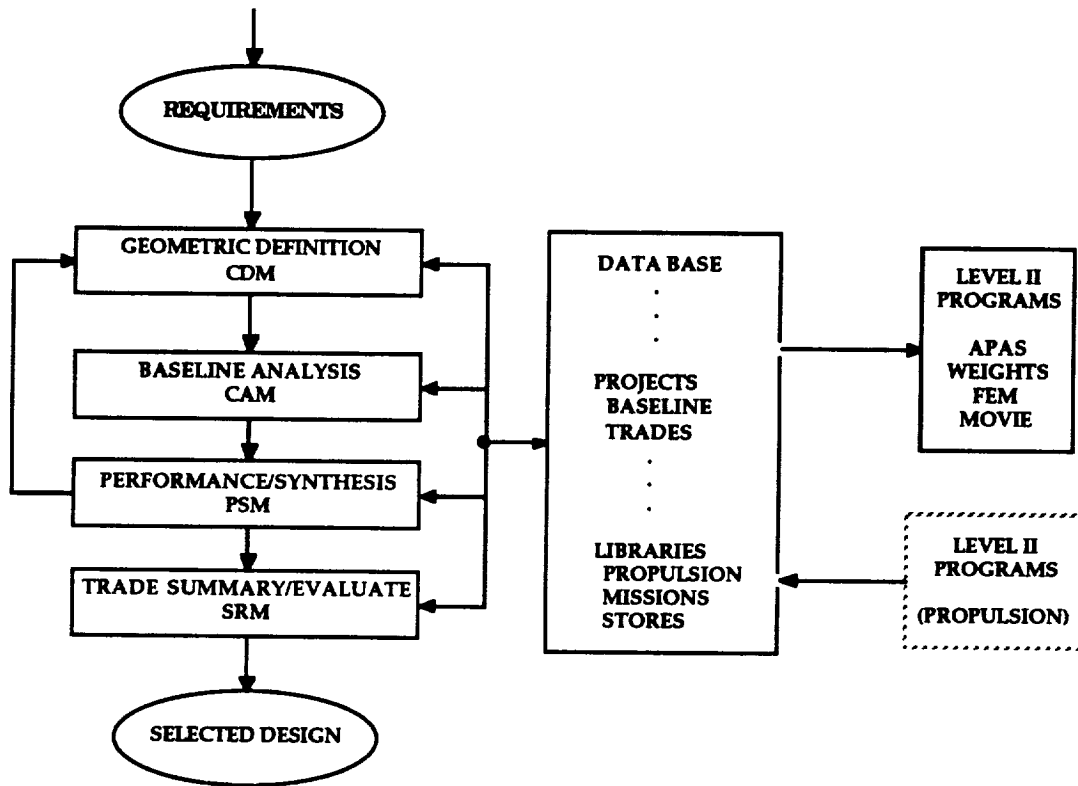 REQUIREMENTS
GEOMETRIC DEFINITION
CDM
BASELINE ANALYSIS
CAM
PERFORMANCE/SYNTHESIS
PSM
TRADE SUMMARY/EVALUATE
SRM
SELECTED DESIGN
DATA BASE
PROJECTS
BASELINE
TRADES
LIBRARIES
PROPULSION
MISSIONS
STORES
LEVEL II
PROGRAMS
APAS
WEIGHTS
FEM
MOVIE
LEVEL II
PROGRAMS
(PROPULSION)